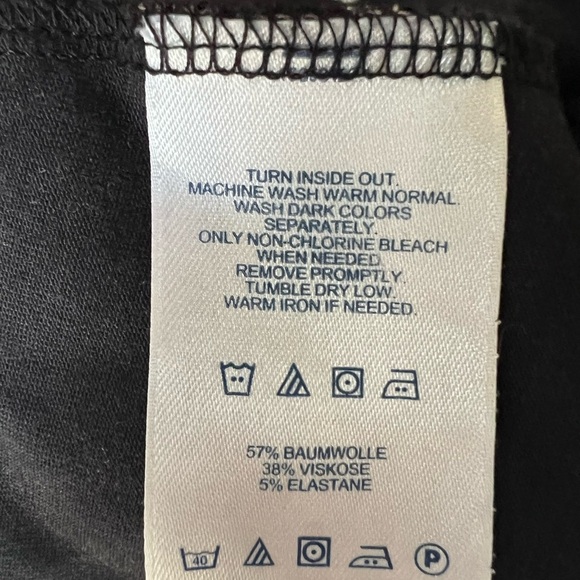 TURN INSIDE OUT.
MACHINE WASH WARM NORMAL.
WASH DARK COLORS
SEPARATELY.
ONLY NON-CHLORINE BLEACH
WHEN NEEDED.
REMOVE PROMPTLY.
TUMBLE DRY LOW.
WARM IRON IF NEEDED.
57% BAUMWOLLE
38% VISKOSE
5% ELASTANE
40 P